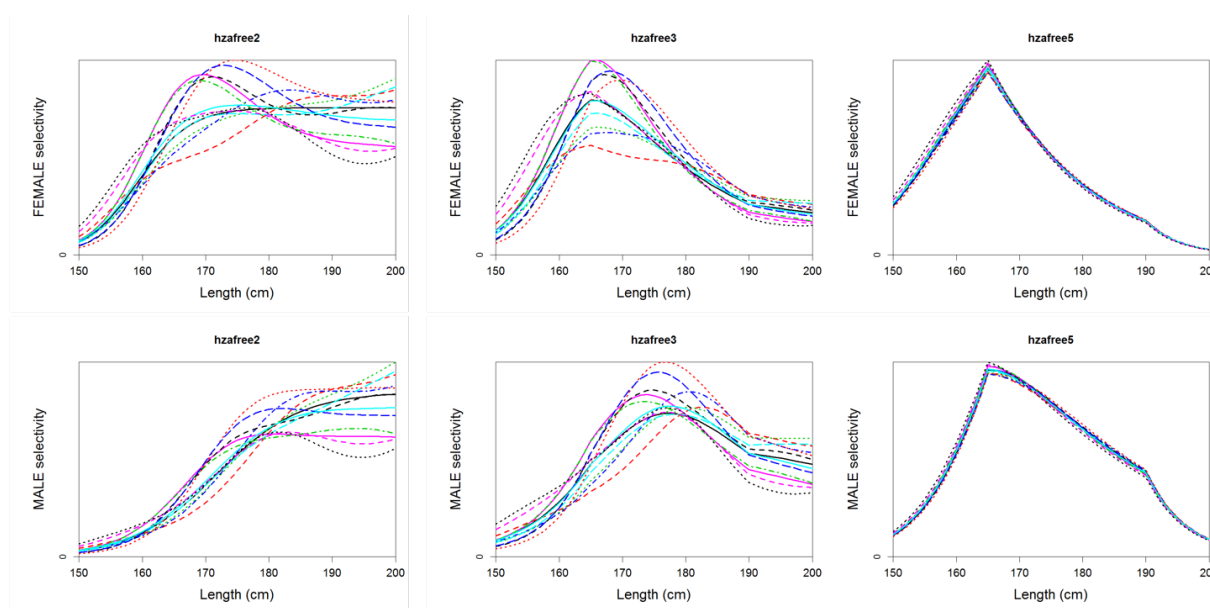 hzafree2
FEMALE selectivity
0
150 160 170 180 190 200
Length (cm)
hzafree3
FEMALE selectivity
0
150 160 170 180 190 200
Length (cm)
hzafree5
FEMALE selectivity
0
150 160 170 180 190 200
Length (cm)
hzafree2
MALE selectivity
0
150 160 170 180 190 200
Length (cm)
hzafree3
MALE selectivity
0
150 160 170 180 190 200
Length (cm)
hzafree5
MALE selectivity
0
150 160 170 180 190 200
Length (cm)